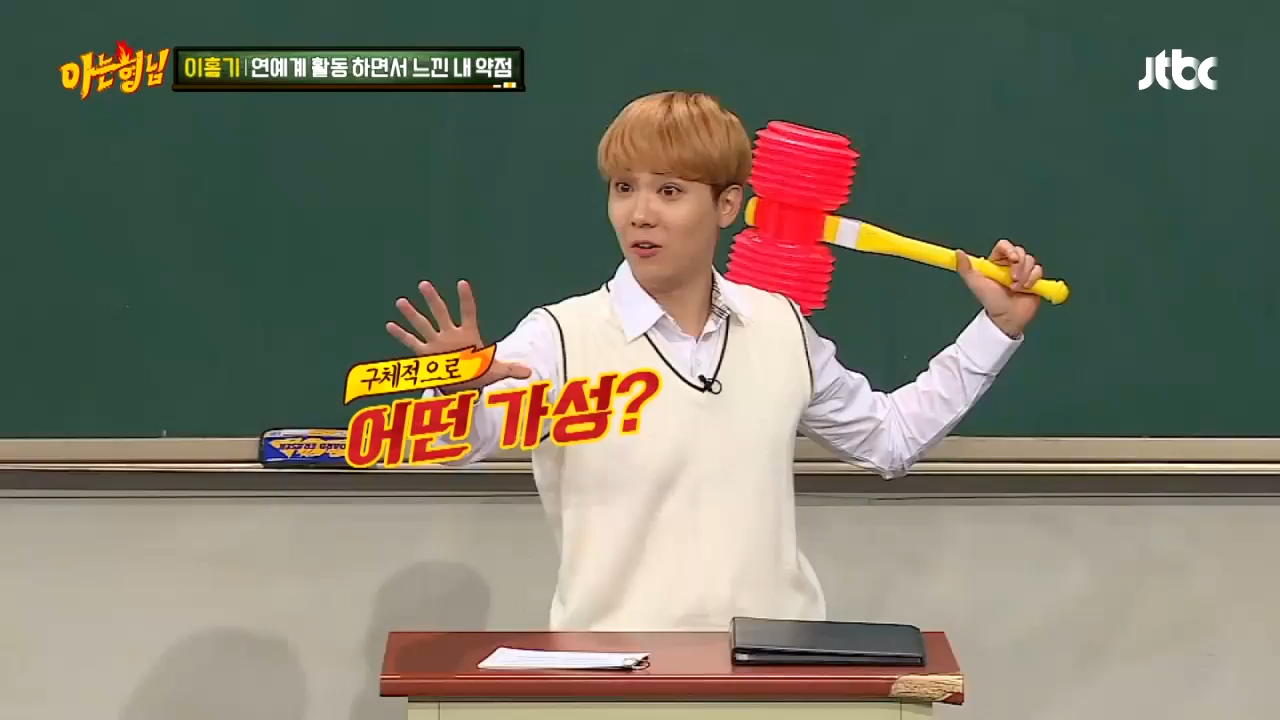 아는형님
이홍기 | 연예계 활동 하면서 느낀 내 약점
jtbc
구체적으로
어떤 가성?